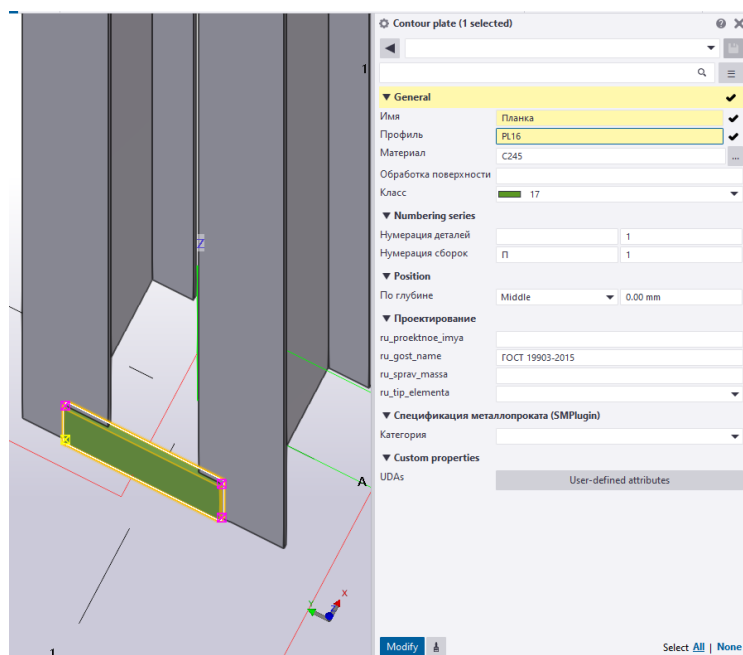 Contour plate (1 selected)
General
Имя Планка
Профиль PL16
Материал C245 ...
Обработка поверхности
Класс 17
Numbering series
Нумерация деталей 1
Нумерация сборок П 1
Position
По глубине Middle 0.00 mm
Проектирование
ru_proektnoe_imya
ru_gost_name ГОСТ 19903-2015
ru_sprav_massa
ru_tip_elementa
Спецификация металлопроката (SMPlugin)
Категория
Custom properties
UDAs User-defined attributes
Modify Select All | None
1
Z
A
X
Y
Z
1